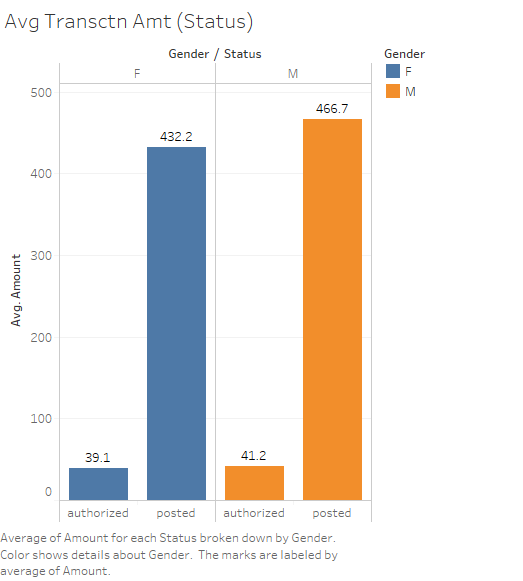 Avg Transctn Amt (Status)
Gender / Status
Gender
F
M
F
M
500
400
300
200
100
0
Avg. Amount
39.1
432.2
41.2
466.7
authorized
posted
authorized
posted
Average of Amount for each Status broken down by Gender.
Color shows details about Gender. The marks are labeled by
average of Amount.